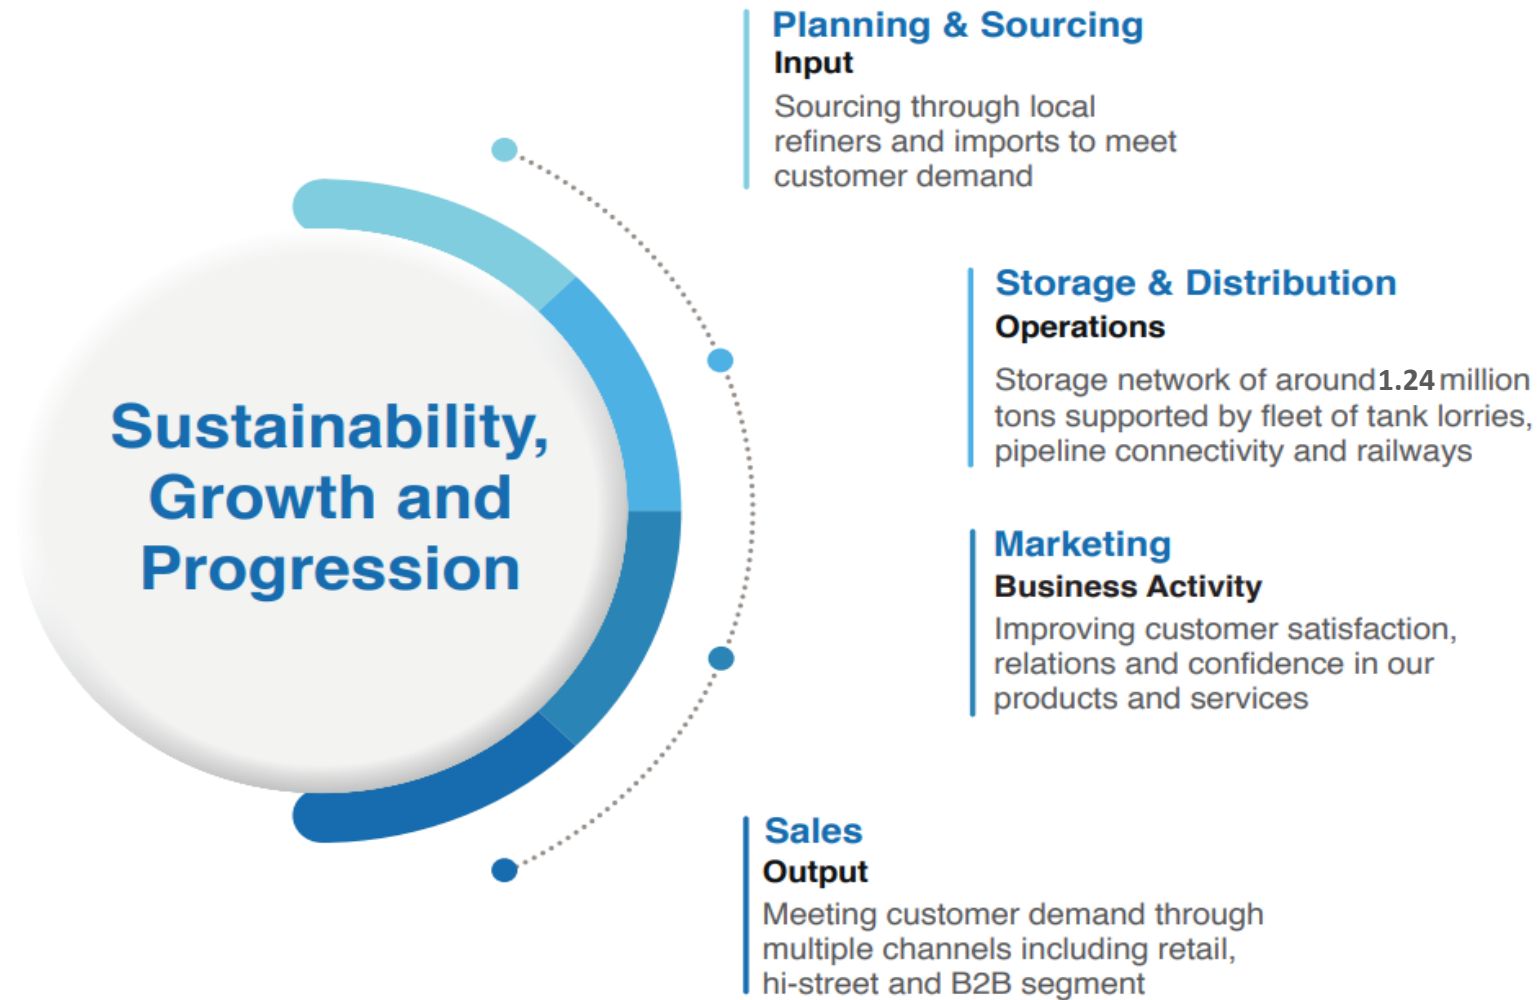 Planning & Sourcing
Input
Sourcing through local
refiners and imports to meet
customer demand
Storage & Distribution
Operations
Storage network of around 1.24 million
tons supported by fleet of tank lorries,
pipeline connectivity and railways
Sustainability,
Growth and
Progression
Marketing
Business Activity
Improving customer satisfaction,
relations and confidence in our
products and services
Sales
Output
Meeting customer demand through
multiple channels including retail,
hi-street and B2B segment